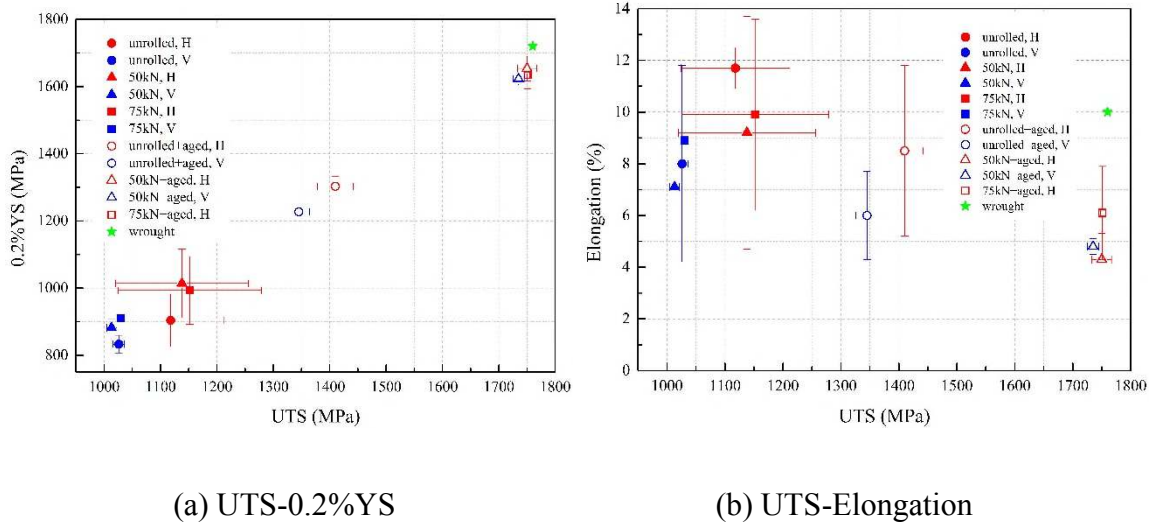 1800
1600
1400
1200
1000
800
0.2%YS (MPa)
unrolled, H
unrolled, V
50kN, H
50kN, V
75kN, H
75kN, V
unrolled+aged, H
unrolled+aged, V
50kN-aged, H
50kN aged, V
75kN-aged, H
wrought
1000 1100 1200 1300 1400 1500 1600 1700 1800
UTS (MPa)
14
12
10
8
6
4
2
0
Elongation (%)
unrolled, H
unrolled, V
50kN, H
50kN, V
75kN, H
75kN, V
unrolled-aged, H
unrolled aged, V
50kN-aged, H
50kN aged, V
75kN-aged, H
wrought
1000 1100 1200 1300 1400 1500 1600 1700 1800
UTS (MPa)
(a) UTS-0.2%YS
(b) UTS-Elongation